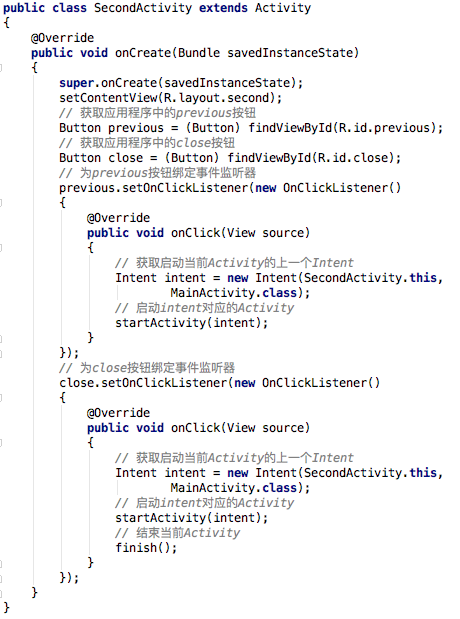 public class SecondActivity extends Activity
{
    @Override
    public void onCreate(Bundle savedInstanceState)
    {
        super.onCreate(savedInstanceState);
        setContentView(R.layout.second);
        // 获取应用程序中的previous按钮
        Button previous = (Button) findViewById(R.id.previous);
        // 获取应用程序中的close按钮
        Button close = (Button) findViewById(R.id.close);
        // 为previous按钮绑定事件监听器
        previous.setOnClickListener(new OnClickListener()
        {
            @Override
            public void onClick(View source)
            {
                // 获取启动当前Activity的上一个Intent
                Intent intent = new Intent(SecondActivity.this,
                        MainActivity.class);
                // 启动intent对应的Activity
                startActivity(intent);
            }
        });
        // 为close按钮绑定事件监听器
        close.setOnClickListener(new OnClickListener()
        {
            @Override
            public void onClick(View source)
            {
                // 获取启动当前Activity的上一个Intent
                Intent intent = new Intent(SecondActivity.this,
                        MainActivity.class);
                // 启动intent对应的Activity
                startActivity(intent);
                // 结束当前Activity
                finish();
            }
        });
    }
}